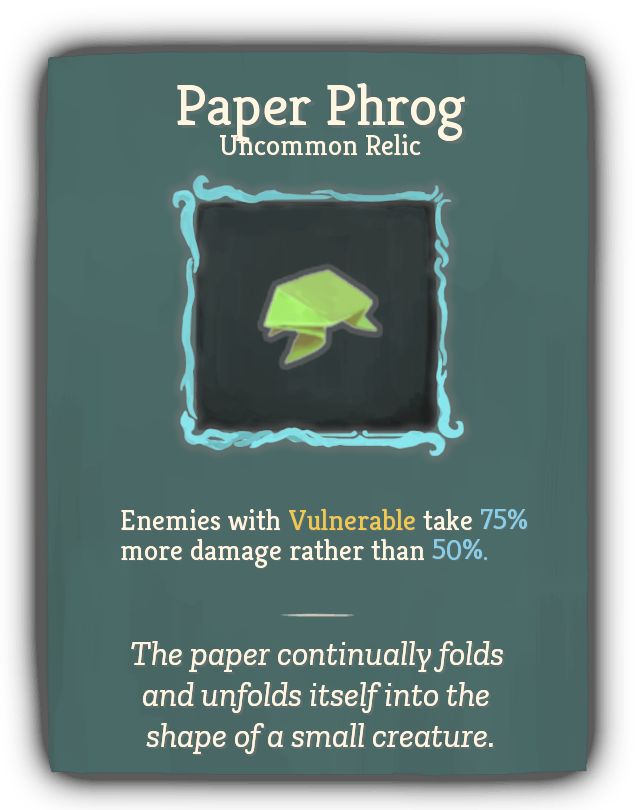 Paper Phrog
Uncommon Relic
Enemies with Vulnerable take 75%
more damage rather than 50%.
The paper continually folds
and unfolds itself into the
shape of a small creature.